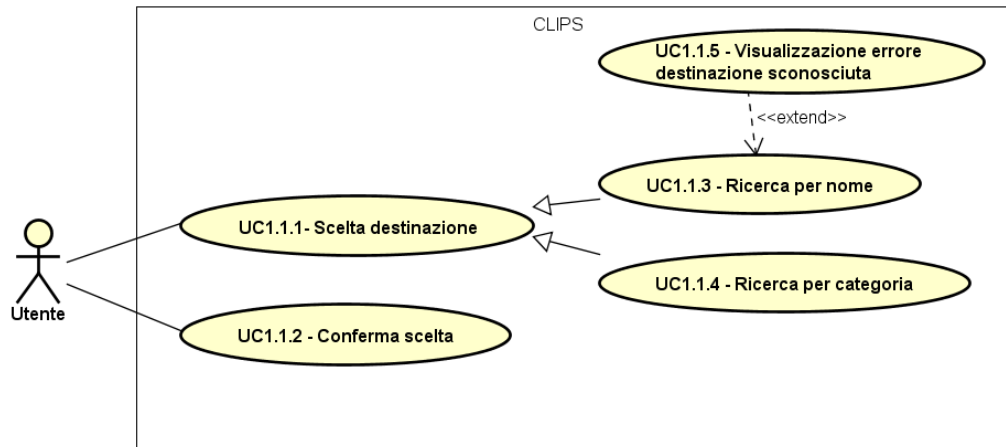 CLIPS
UC1.1.5 - Visualizzazione errore
destinazione sconosciuta
<<extend>>
UC1.1.3 - Ricerca per nome
UC1.1.1- Scelta destinazione
UC1.1.4 - Ricerca per categoria
Utente
UC1.1.2 - Conferma scelta